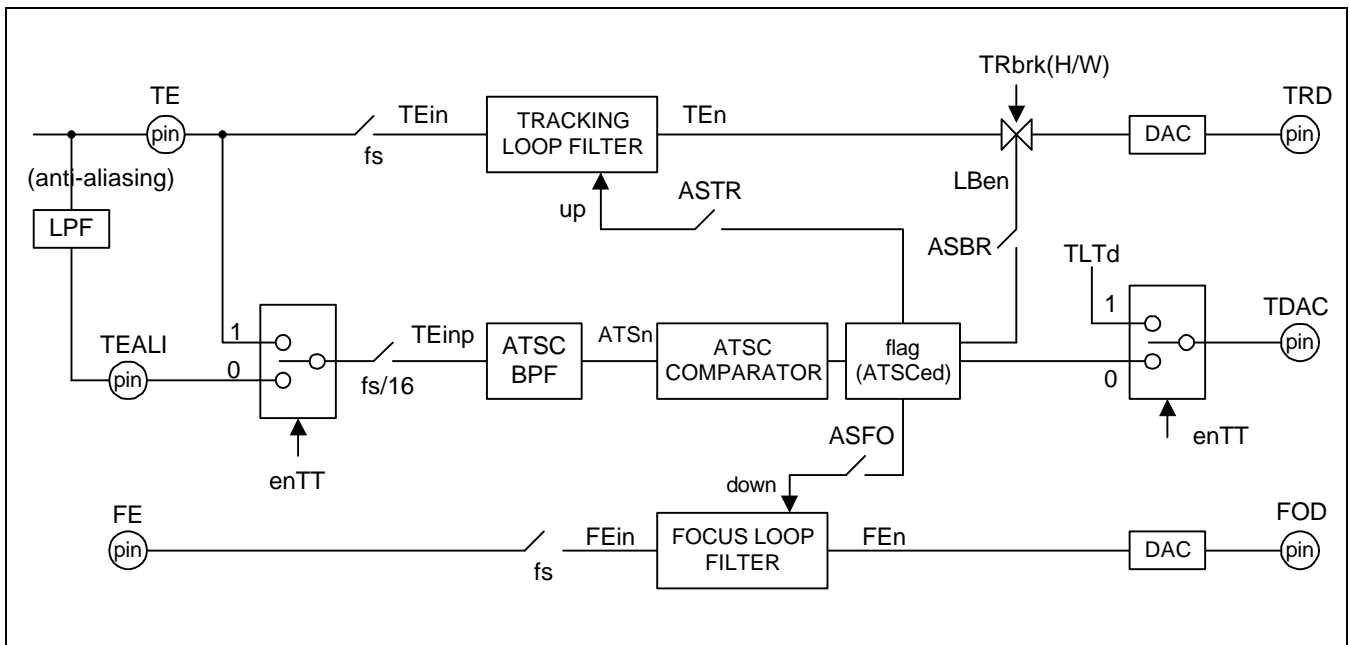 TRbrk(H/W)
TE
TRD
pin
TEin
TRACKING
LOOP FILTER
TEn
DAC
pin
fs
(anti-aliasing)
LBen
up
ASTR
LPF
ASBR
TLTd
1
TDAC
TEALI
1
TEinp
ATSC
BPF
ATSn
ATSC
COMPARATOR
flag
(ATSCed)
pin
pin
0
fs/16
0
enTT
ASFO
enTT
down
FE
FOD
pin
FEin
FOCUS LOOP
FILTER
FEn
DAC
pin
fs